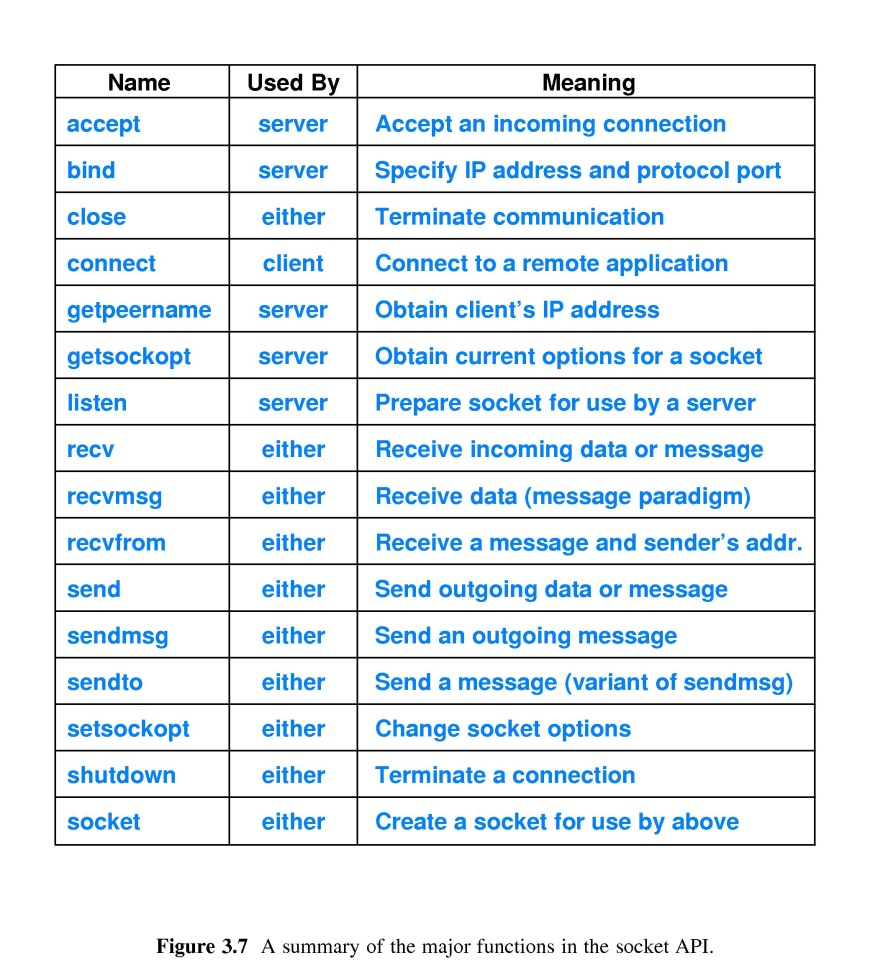 Name Used By Meaning
accept server Accept an incoming connection
bind server Specify IP address and protocol port
close either Terminate communication
connect client Connect to a remote application
getpeername server Obtain client’s IP address
getsockopt server Obtain current options for a socket
listen server Prepare socket for use by a server
recv either Receive incoming data or message
recvmsg either Receive data (message paradigm)
recvfrom either Receive a message and sender’s addr.
send either Send outgoing data or message
sendmsg either Send an outgoing message
sendto either Send a message (variant of sendmsg)
setsockopt either Change socket options
shutdown either Terminate a connection
socket either Create a socket for use by above
Figure 3.7 A summary of the major functions in the socket API.